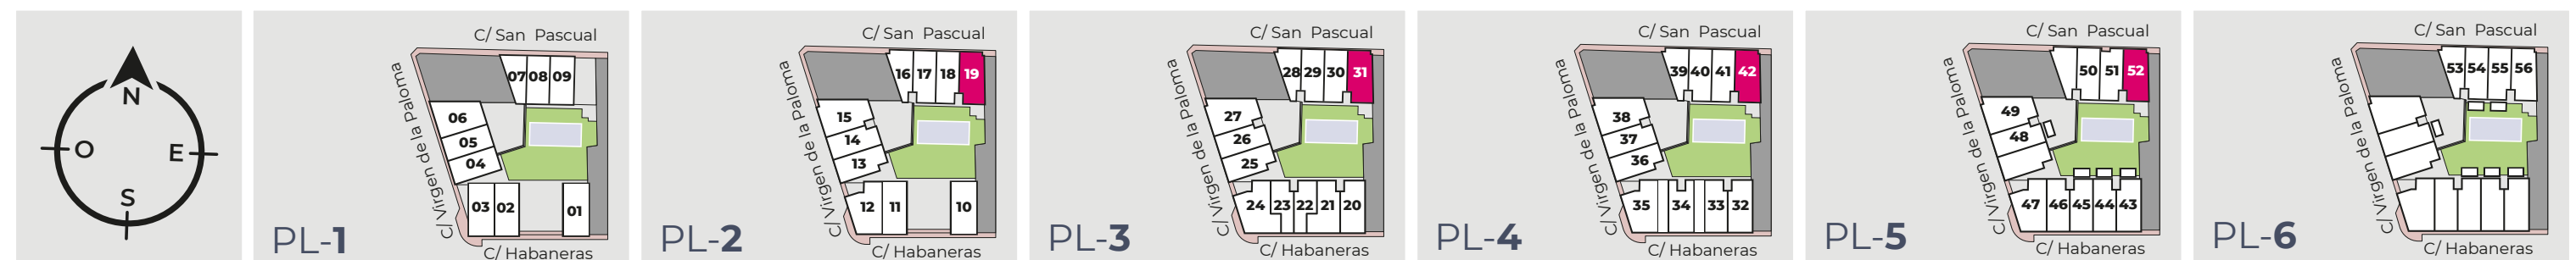 N
O
E
S
C/ San Pascual
07 08 09
06
05
04
03 02
01
C/ Virgen de la Paloma
C/ Habaneras
PL-1
C/ San Pascual
16 17 18 19
15
14
13
12 11
10
C/ Virgen de la Paloma
C/ Habaneras
PL-2
C/ San Pascual
28 29 30 31
27
26
25
24 23 22 21 20
C/ Virgen de la Paloma
C/ Habaneras
PL-3
C/ San Pascual
39 40 41 42
38
37
36
35 34 33 32
C/ Virgen de la Paloma
C/ Habaneras
PL-4
C/ San Pascual
50 51 52
49
48
47 46 45 44 43
C/ Virgen de la Paloma
C/ Habaneras
PL-5
C/ San Pascual
53 54 55 56
C/ Virgen de la Paloma
C/ Habaneras
PL-6